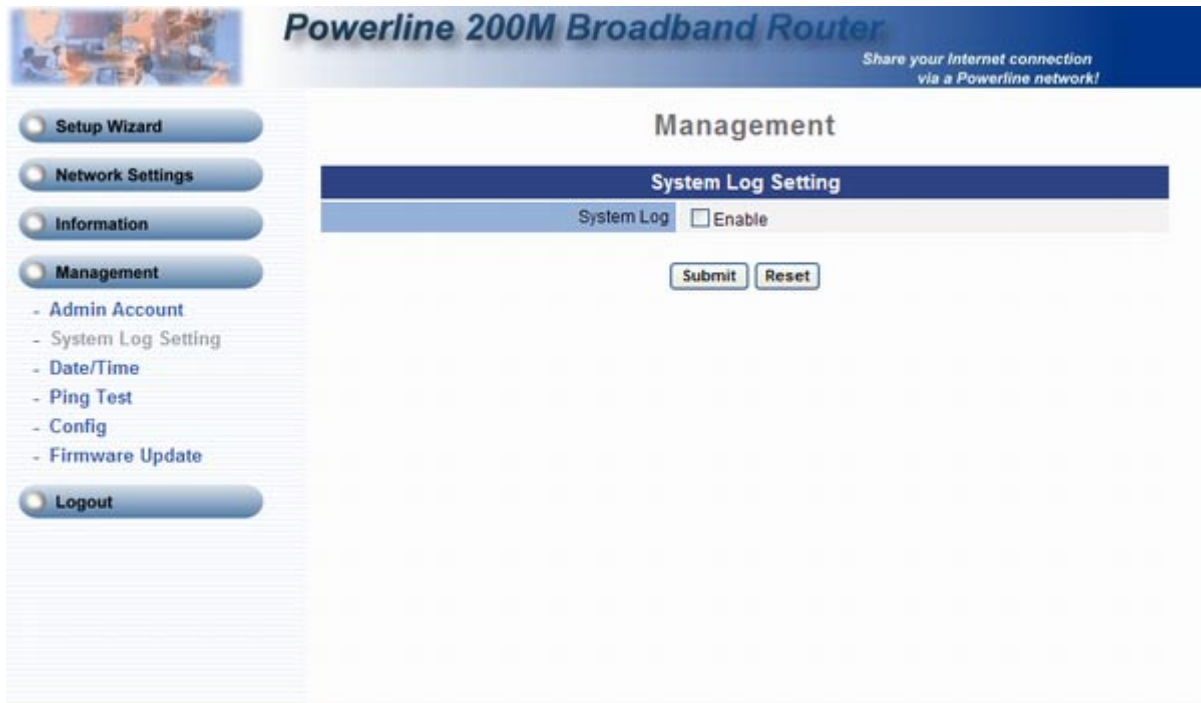 Powerline 200M Broadband Router
Share your Internet connection
via a Powerline network!
Setup Wizard
Network Settings
Information
Management
- Admin Account
- System Log Setting
- Date/Time
- Ping Test
- Config
- Firmware Update
Logout
Management
System Log Setting
System Log Enable
Submit Reset